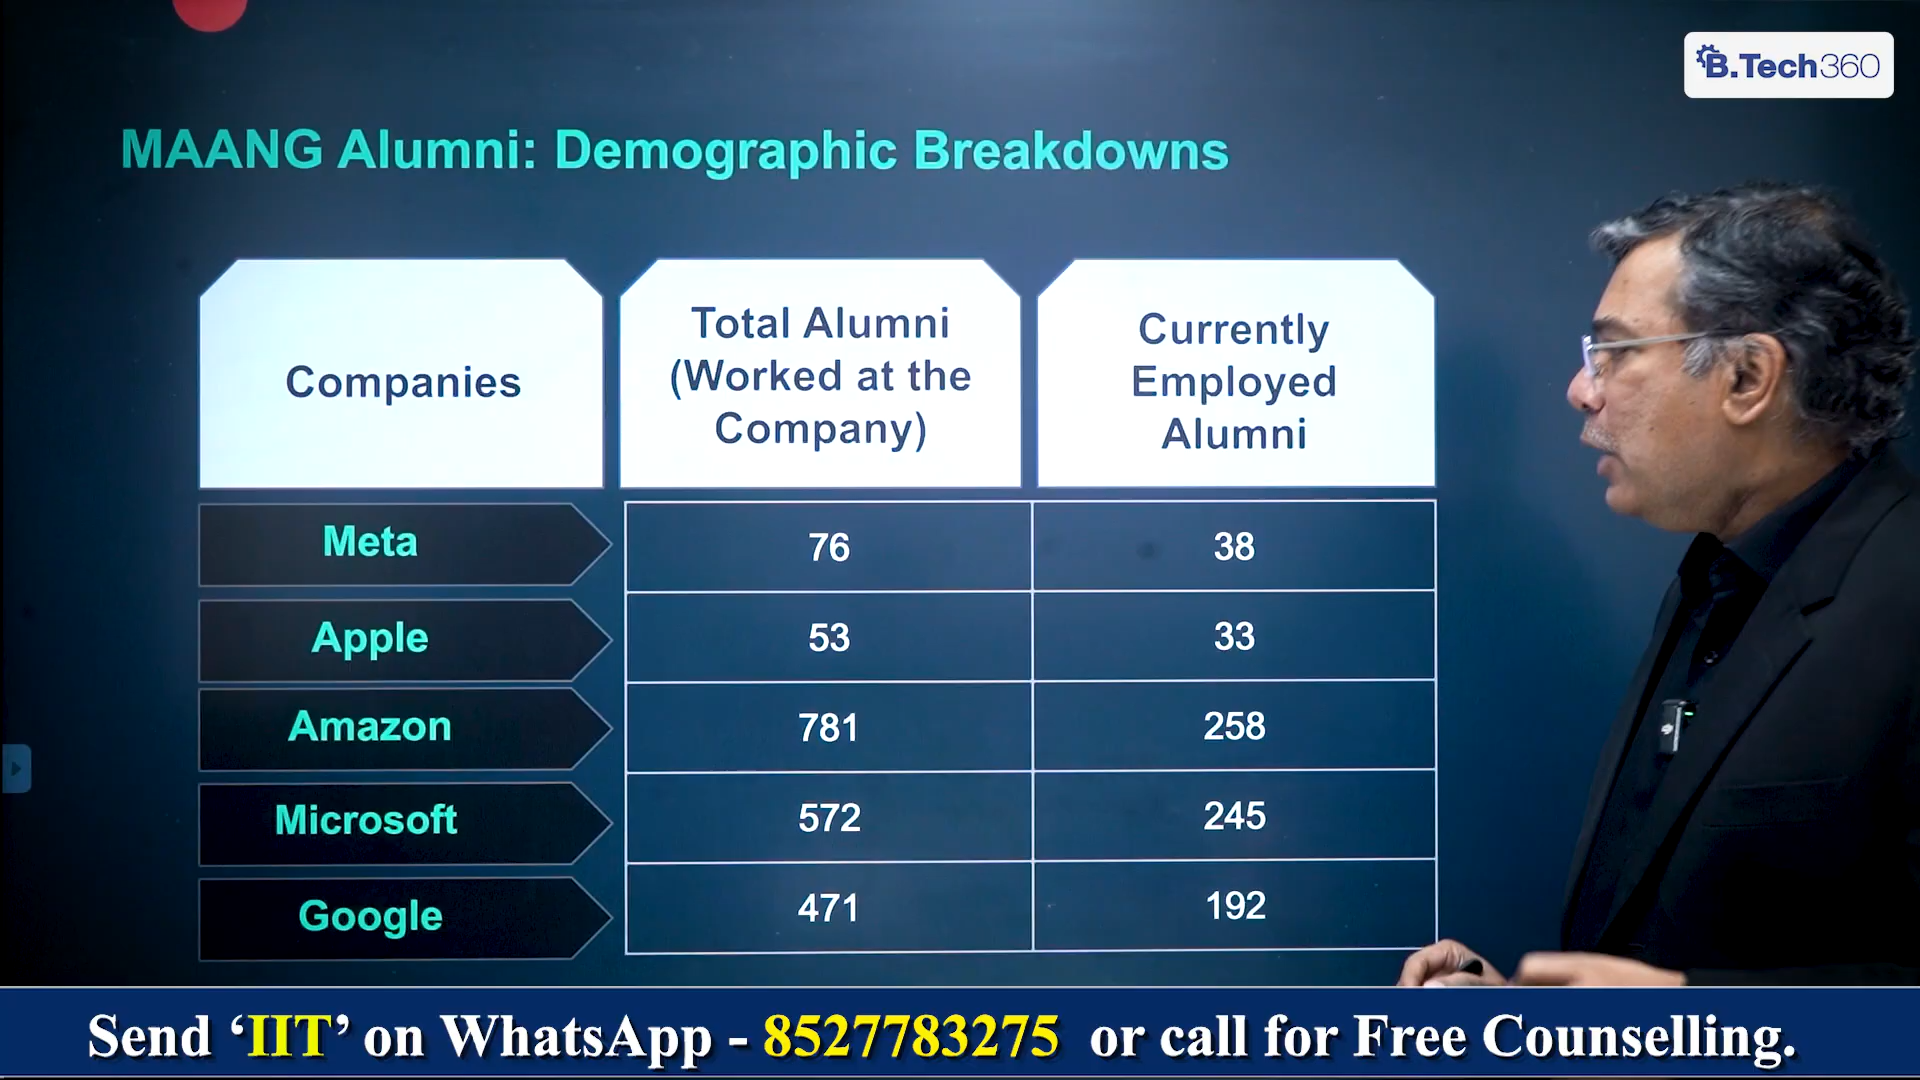 B.Tech360
MAANG Alumni: Demographic Breakdowns
Companies
Total Alumni
(Worked at the
Company)
Currently
Employed
Alumni
Meta 76 38
Apple 53 33
Amazon 781 258
Microsoft 572 245
Google 471 192
Send ‘IIT’ on WhatsApp - 8527783275 or call for Free Counselling.